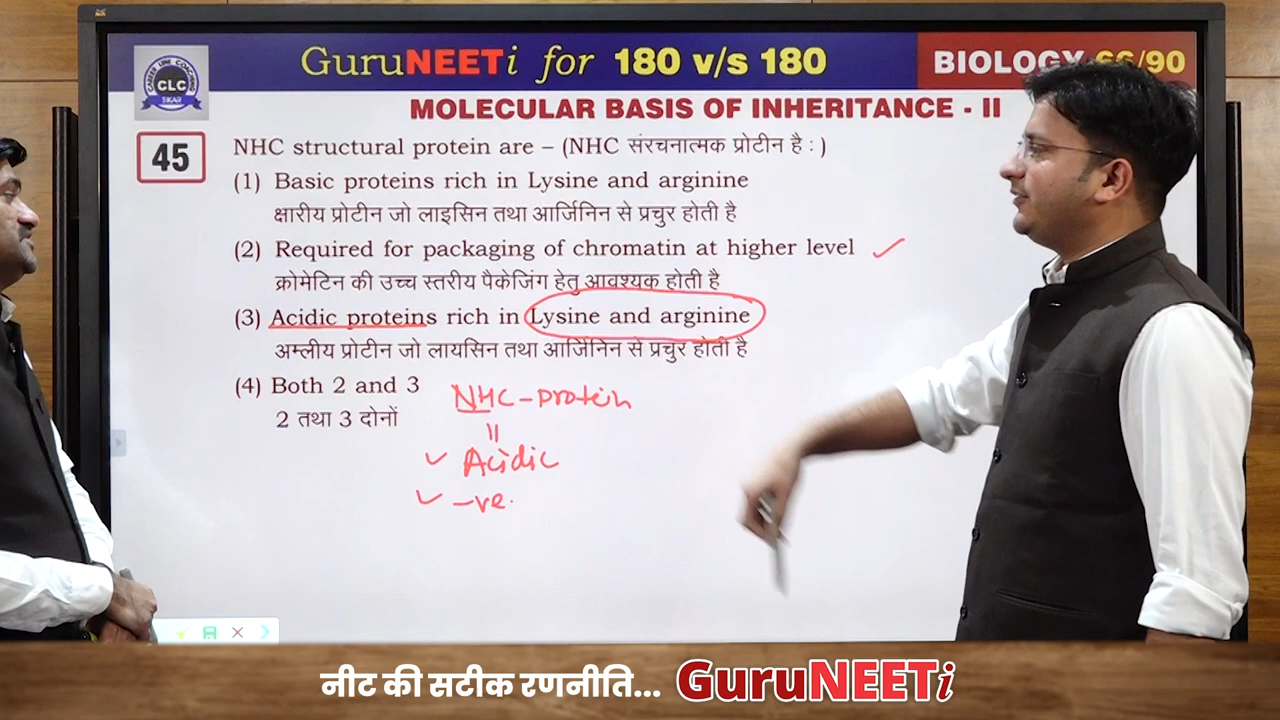 GuruNEETi for 180 v/s 180
BIOLOGY 66/90
CAREER LINE COACHING
CLC
SIKAR
MOLECULAR BASIS OF INHERITANCE - II
45
NHC structural protein are – (NHC संरचनात्मक प्रोटीन है : )
(1) Basic proteins rich in Lysine and arginine
क्षारीय प्रोटीन जो लाइसिन तथा आर्जिनिन से प्रचुर होती है
(2) Required for packaging of chromatin at higher level ✓
क्रोमेटिन की उच्च स्तरीय पैकेजिंग हेतु आवश्यक होती है
(3) Acidic proteins rich in Lysine and arginine
अम्लीय प्रोटीन जो लायसिन तथा आर्जिनिन से प्रचुर होती है
(4) Both 2 and 3
2 तथा 3 दोनों
NHC-Protein
॥
✓ Acidic
✓ -ve.
नीट की सटीक रणनीति... GuruNEETi